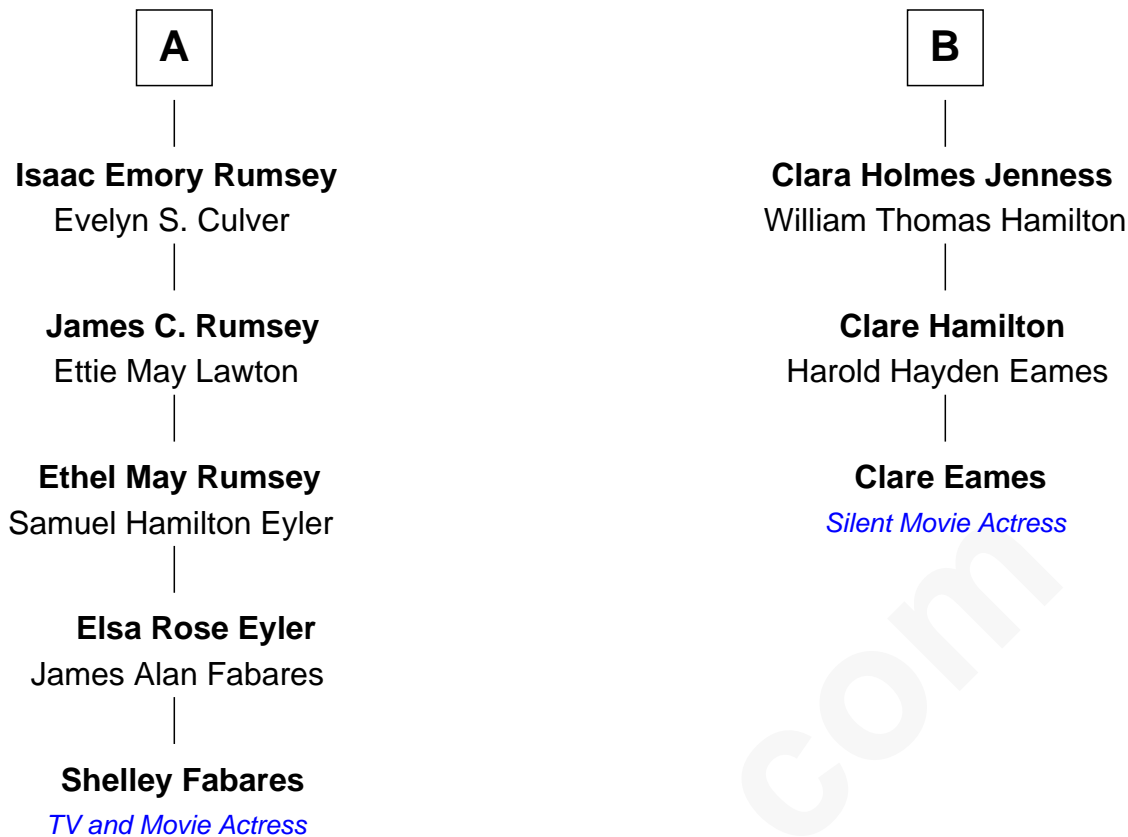 A
Isaac Emory Rumsey
Evelyn S. Culver
James C. Rumsey
Ettie May Lawton
Ethel May Rumsey
Samuel Hamilton Eyler
Elsa Rose Eyler
James Alan Fabares
Shelley Fabares
TV and Movie Actress
B
Clara Holmes Jenness
William Thomas Hamilton
Clare Hamilton
Harold Hayden Eames
Clare Eames
Silent Movie Actress
com